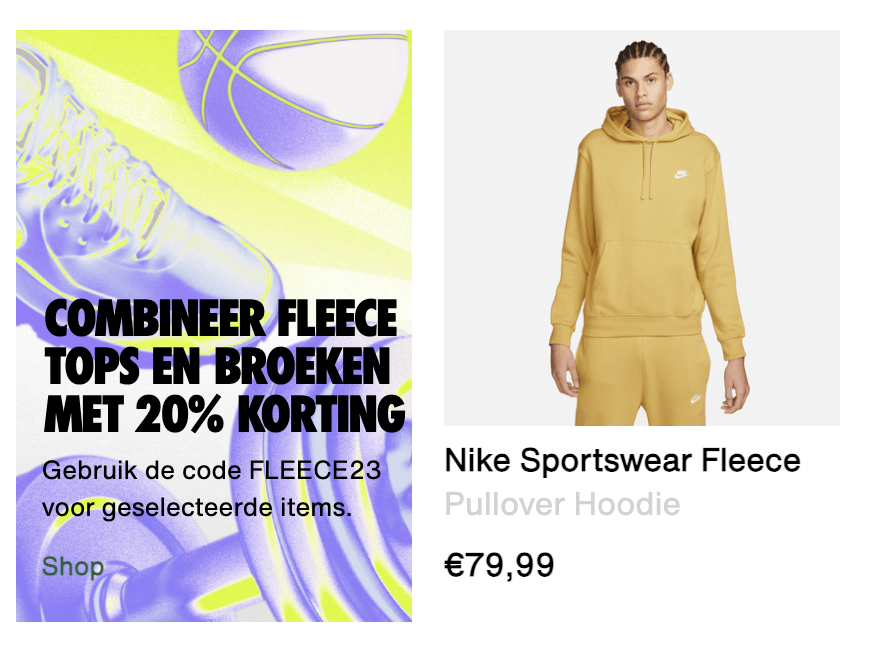 COMBINEER FLEECE
TOPS EN BROEKEN
MET 20% KORTING
Gebruik de code FLEECE23
voor geselecteerde items.
Shop
Nike Sportswear Fleece
Pullover Hoodie
€79,99